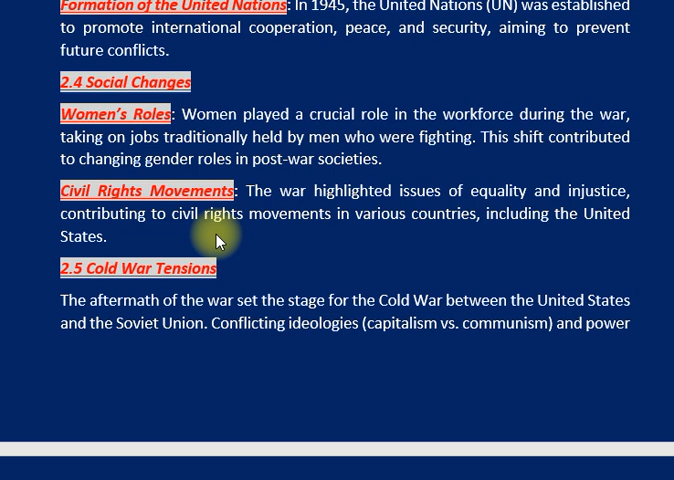 Formation of the United Nations: In 1945, the United Nations (UN) was established
to promote international cooperation, peace, and security, aiming to prevent
future conflicts.
2.4 Social Changes
Women's Roles: Women played a crucial role in the workforce during the war,
taking on jobs traditionally held by men who were fighting. This shift contributed
to changing gender roles in post-war societies.
Civil Rights Movements: The war highlighted issues of equality and injustice,
contributing to civil rights movements in various countries, including the United
States.
2.5 Cold War Tensions
The aftermath of the war set the stage for the Cold War between the United States
and the Soviet Union. Conflicting ideologies (capitalism vs. communism) and power